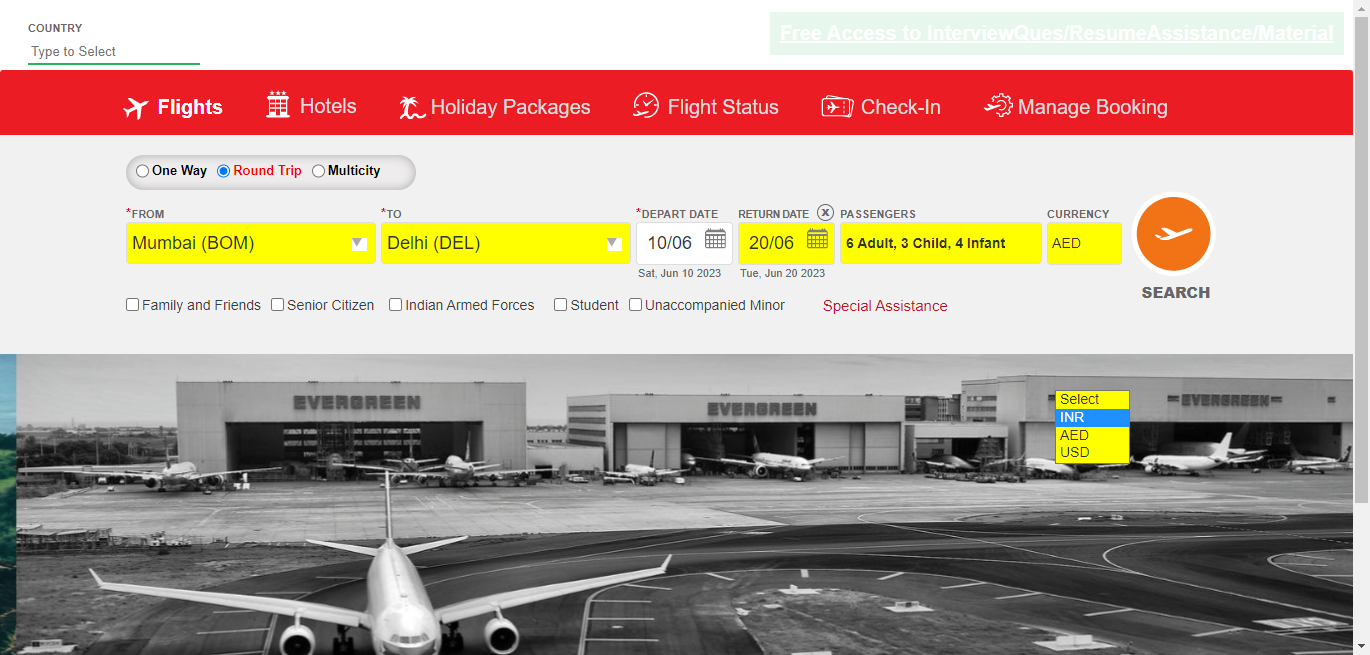 COUNTRY
Type to Select
Free Access to InterviewQues/ResumeAssistance/Material
Flights Hotels Holiday Packages Flight Status Check-In Manage Booking
One Way Round Trip Multicity
*FROM *TO *DEPART DATE RETURN DATE X PASSENGERS CURRENCY
Mumbai (BOM) Delhi (DEL) 10/06 20/06 6 Adult, 3 Child, 4 Infant AED
Sat, Jun 10 2023 Tue, Jun 20 2023
SEARCH
Family and Friends Senior Citizen Indian Armed Forces Student Unaccompanied Minor Special Assistance
EVERGREEN EVERGREEN EVERGREEN
Select
INR
AED
USD